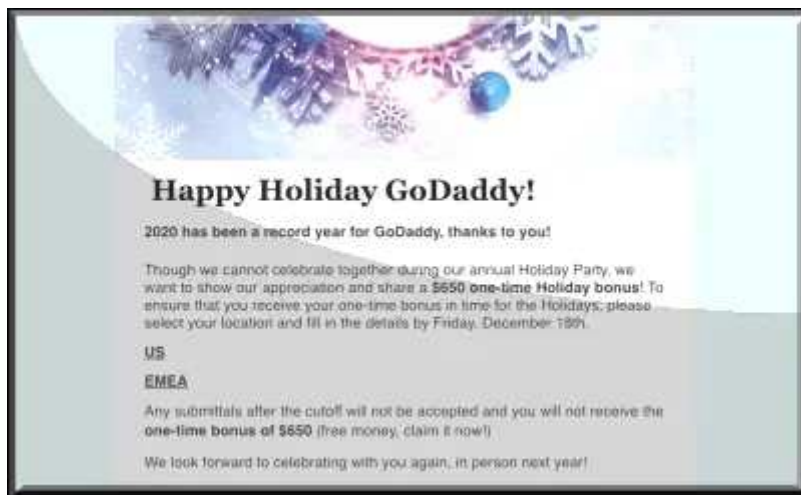 Happy Holiday GoDaddy!
2020 has been a record year for GoDaddy, thanks to you!
Though we cannot celebrate together during our annual Holiday Party, we
want to show our appreciation and share a $650 one-time Holiday bonus! To
ensure that you receive your one-time bonus in time for the Holidays, please
select your location and fill in the details by Friday, December 18th.
US
EMEA
Any submittals after the cutoff will not be accepted and you will not receive the
one-time bonus of $650 (free money, claim it now!)
We look forward to celebrating with you again, in person next year!